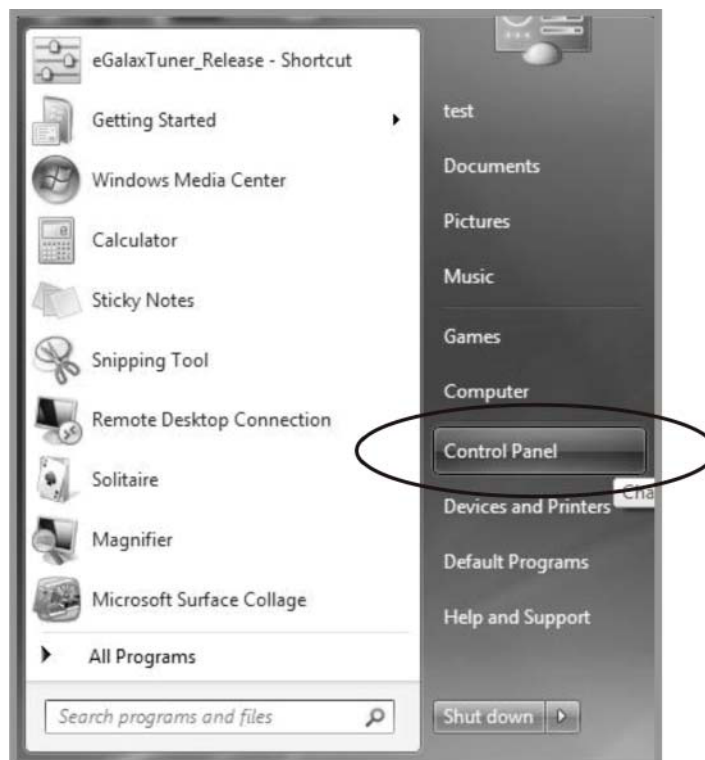 eGalaxTuner_Release - Shortcut
Getting Started
Windows Media Center
Calculator
Sticky Notes
Snipping Tool
Remote Desktop Connection
Solitaire
Magnifier
Microsoft Surface Collage
All Programs
Search programs and files
test
Documents
Pictures
Music
Games
Computer
Control Panel
Devices and Printers
Default Programs
Help and Support
Shut down